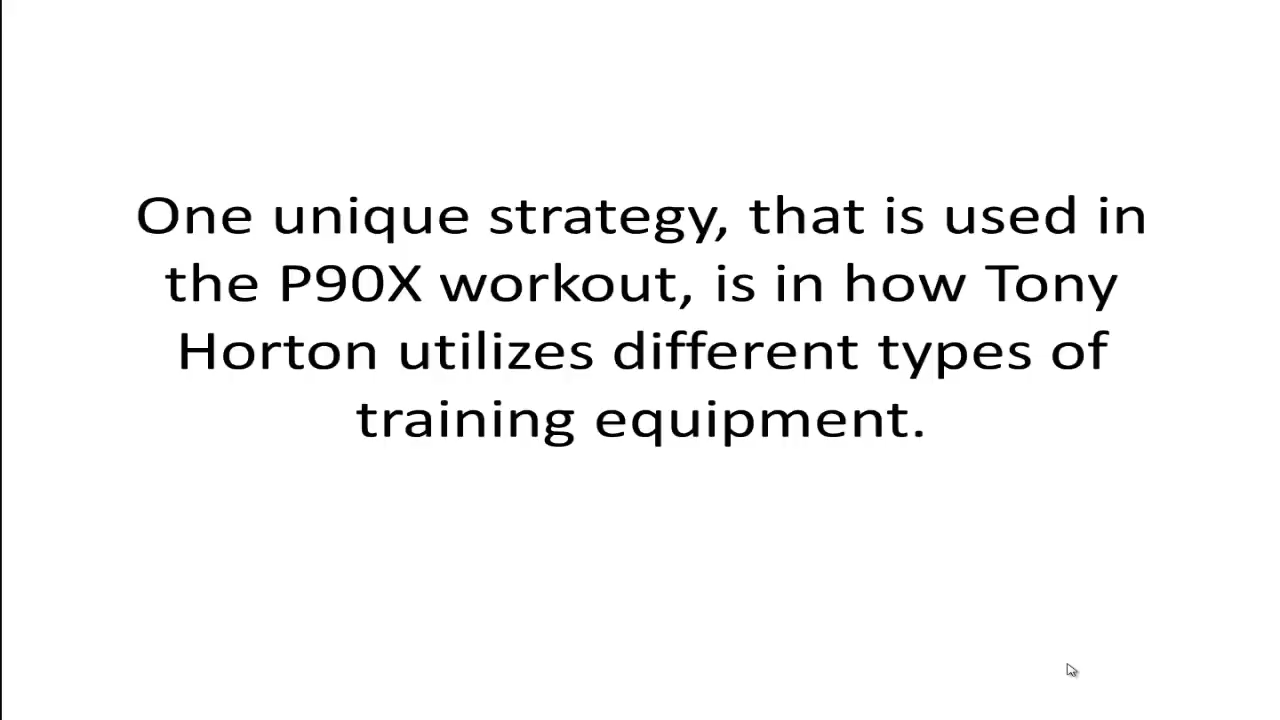 One unique strategy, that is used in
the P90X workout, is in how Tony
Horton utilizes different types of
training equipment.